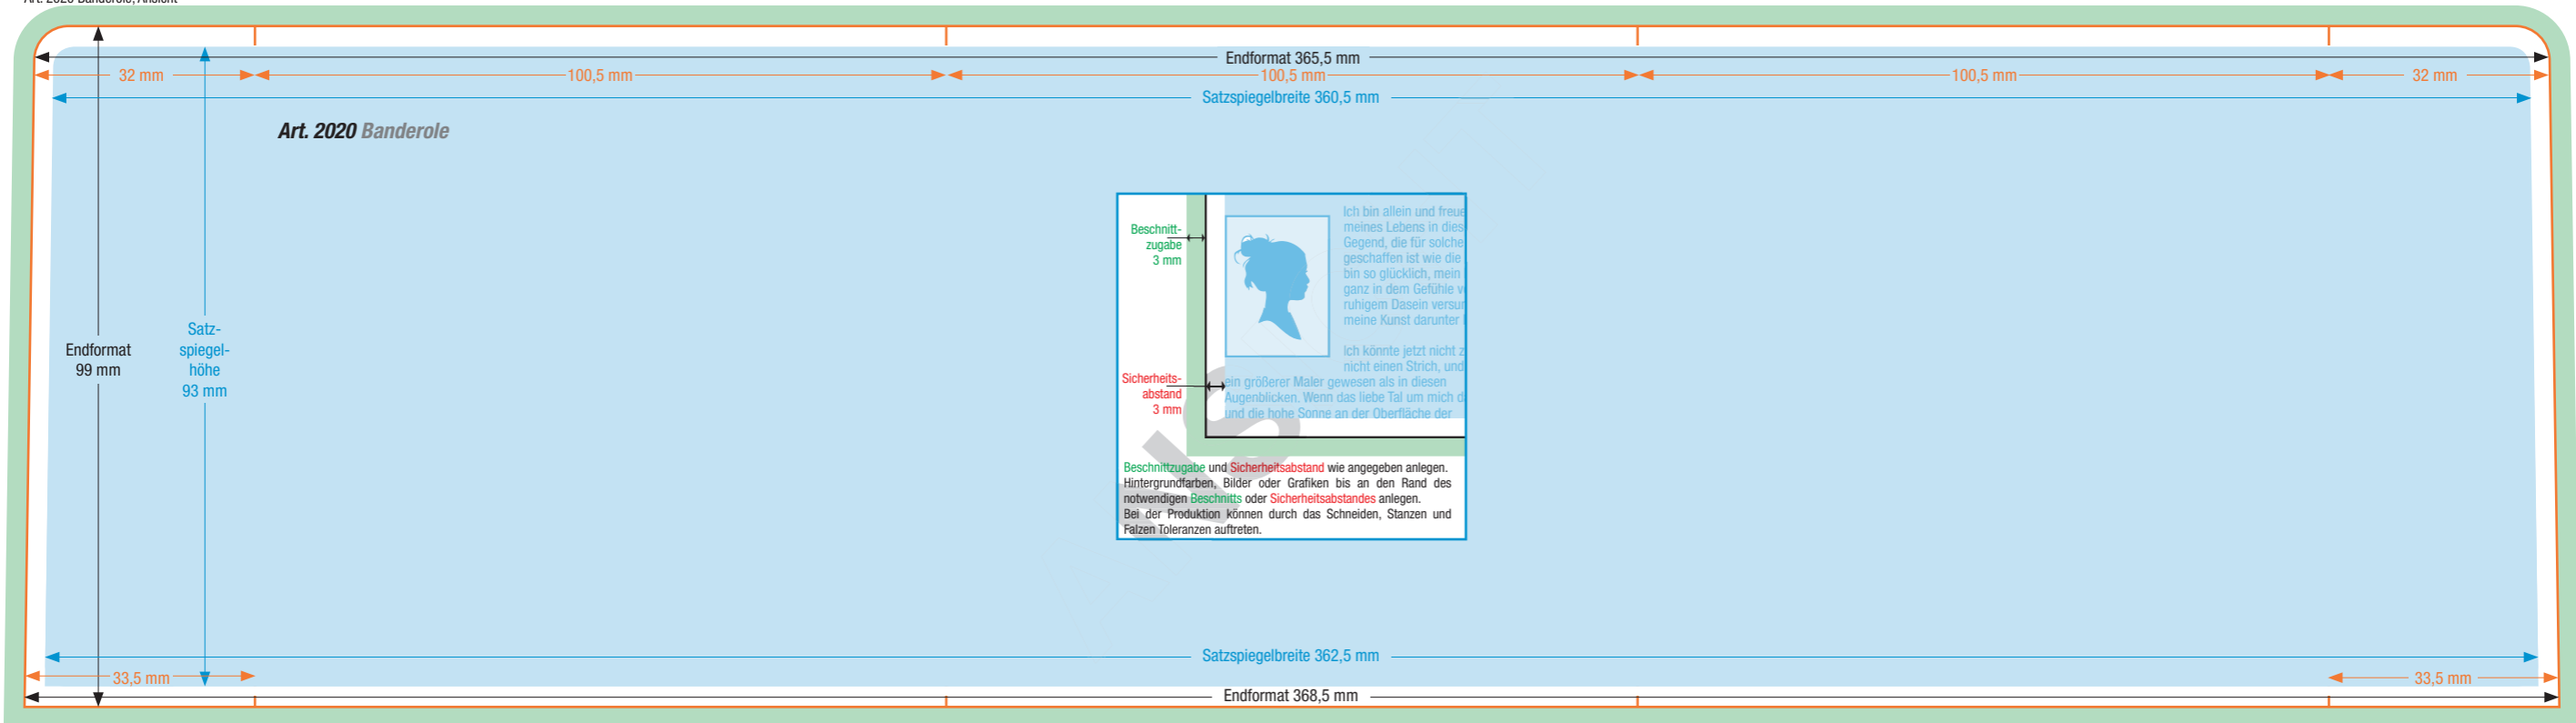 Art. 2020 Banderole, Ansicht
Endformat 365,5 mm
32 mm
100,5 mm
100,5 mm
100,5 mm
32 mm
Satzspiegelbreite 360,5 mm
Art. 2020 Banderole
Beschnitt-
zugabe
3 mm
Ich bin allein und freue
meines Lebens in dies
Gegend, die für solche
geschaffen ist wie die
bin so glücklich, mein
ganz in dem Gefühle
ruhigem Dasein versun
meine Kunst darunter
Ich könnte jetzt nicht z
nicht einen Strich, und
ein größerer Maler gewesen als in diesen
Augenblicken. Wenn das liebe Tal um mich d
und die hohe Sonne an der Oberfläche der
Endformat
99 mm
Satz-
spiegel-
höhe
93 mm
Sicherheits-
abstand
3 mm
Beschnittzugabe und Sicherheitsabstand wie angegeben anlegen.
Hintergrundfarben, Bilder oder Grafiken bis an den Rand des
notwendigen Beschnitts oder Sicherheitsabstandes anlegen.
Bei der Produktion können durch das Schneiden, Stanzen und
Falzen Toleranzen auftreten.
Satzspiegelbreite 362,5 mm
33,5 mm
33,5 mm
Endformat 368,5 mm